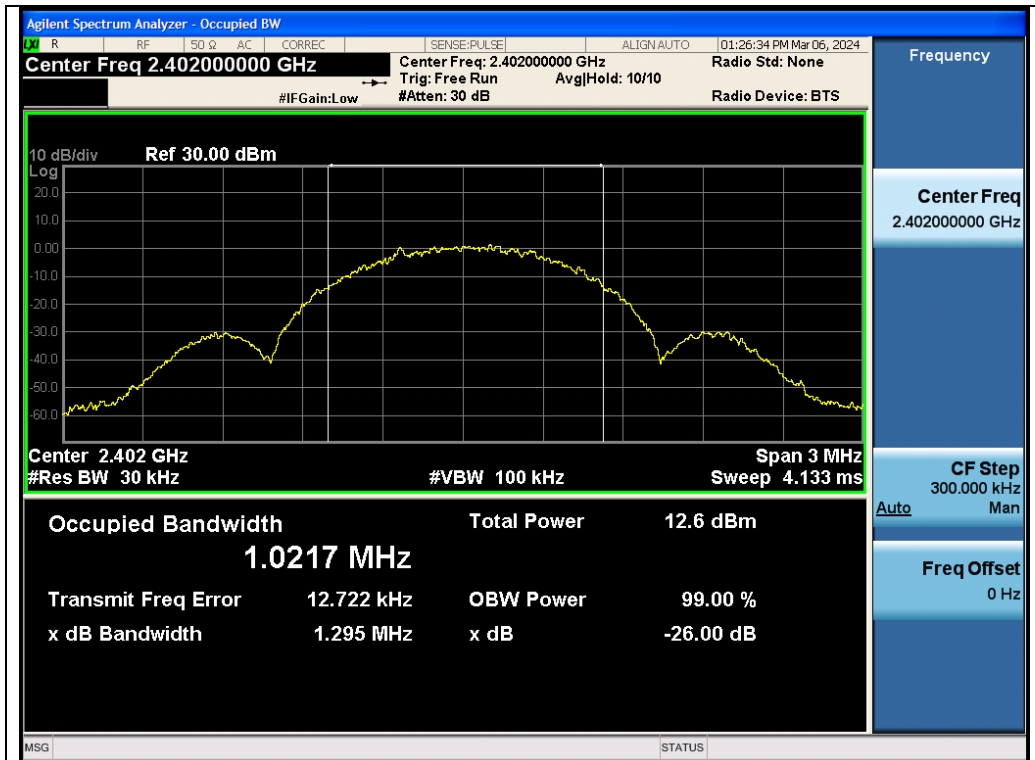 Agilent Spectrum Analyzer - Occupied BW
LXI R RF 50 Ω AC CORREC SENSE:PULSE ALIGN AUTO 01:26:34 PM Mar 06, 2024
Center Freq 2.402000000 GHz
Center Freq: 2.402000000 GHz
Radio Std: None
Trig: Free Run Avg|Hold: 10/10
#IFGain:Low
#Atten: 30 dB
Radio Device: BTS
10 dB/div Ref 30.00 dBm
Log
20.0
10.0
0.00
-10.0
-20.0
-30.0
-40.0
-50.0
-60.0
Center 2.402 GHz Span 3 MHz
#Res BW 30 kHz #VBW 100 kHz Sweep 4.133 ms
Occupied Bandwidth Total Power 12.6 dBm
1.0217 MHz
Transmit Freq Error 12.722 kHz OBW Power 99.00 %
x dB Bandwidth 1.295 MHz x dB -26.00 dB
MSG STATUS
Frequency
Center Freq
2.402000000 GHz
CF Step
300.000 kHz
Auto Man
Freq Offset
0 Hz